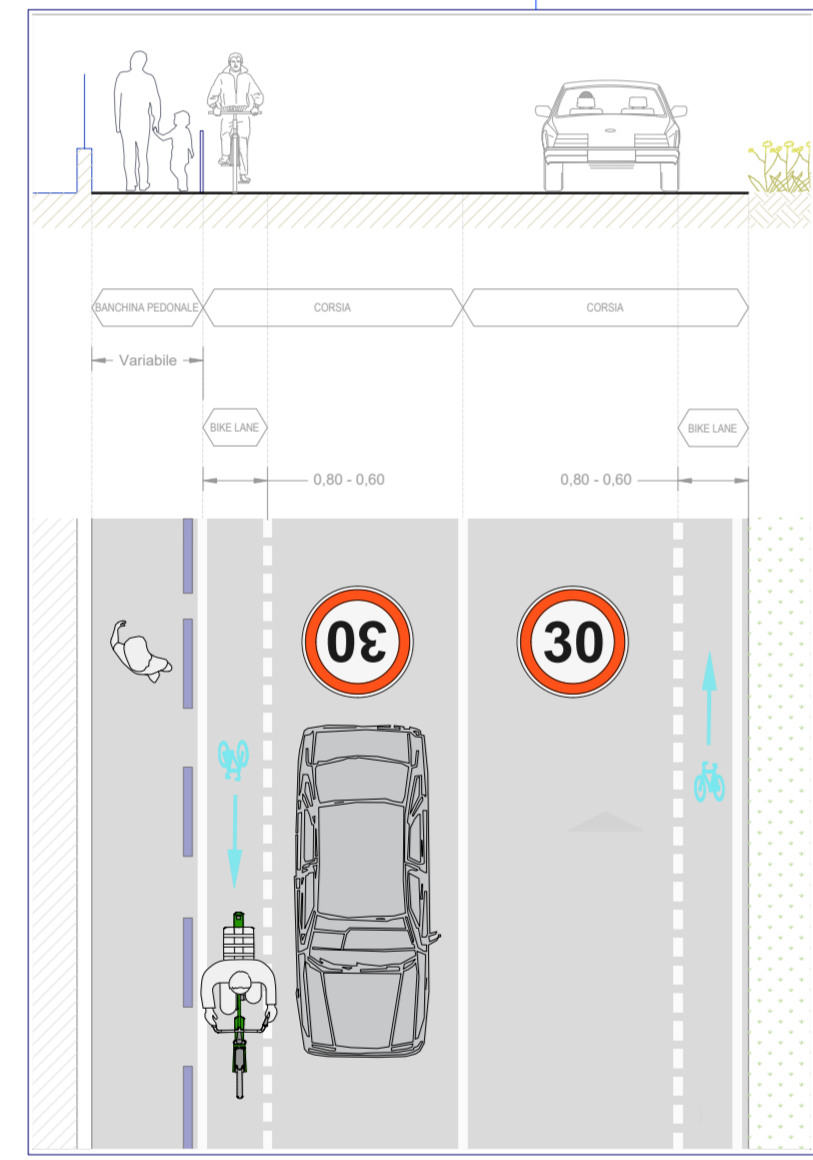 BANCHINA PEDONALE
CORSIA
CORSIA
Variabile
BIKE LANE
BIKE LANE
0,80 - 0,60
0,80 - 0,60
30
30